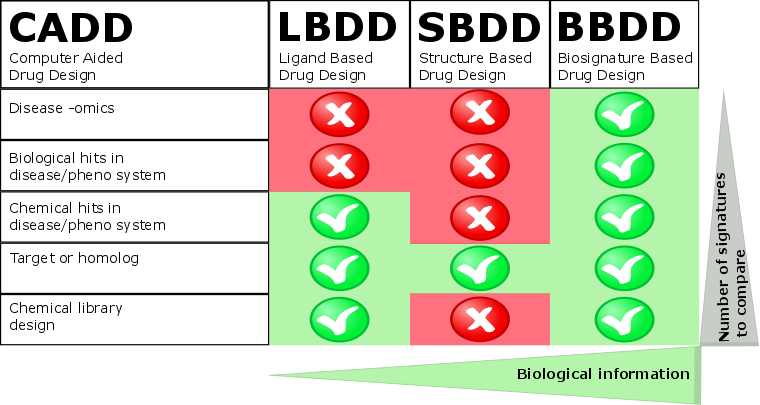 CADD
Computer Aided
Drug Design
LBDD
Ligand Based
Drug Design
SBDD
Structure Based
Drug Design
BBDD
Biosignature Based
Drug Design
Disease -omics
Biological hits in
disease/pheno system
Chemical hits in
disease/pheno system
Target or homolog
Chemical library
design
Number of signatures
to compare
Biological information